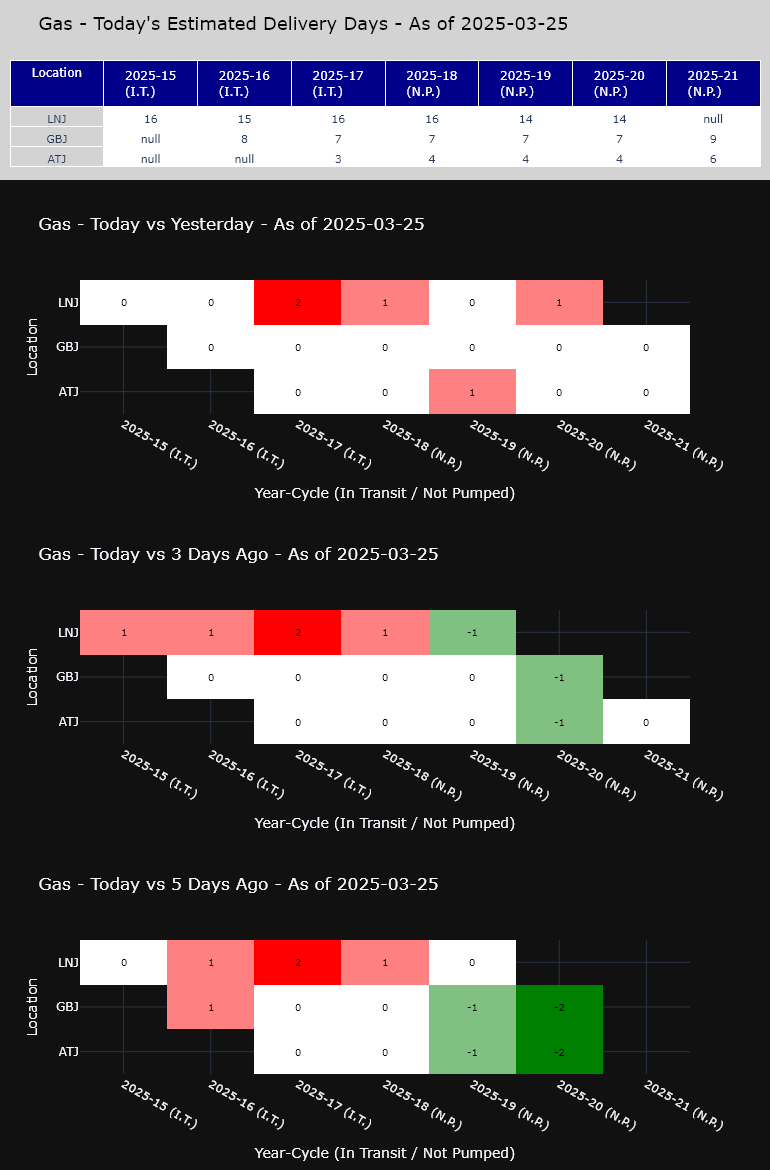 Gas - Today's Estimated Delivery Days - As of 2025-03-25
Location 2025-15 (I.T.) 2025-16 (I.T.) 2025-17 (I.T.) 2025-18 (N.P.) 2025-19 (N.P.) 2025-20 (N.P.) 2025-21 (N.P.)
LNJ 16 15 16 16 14 14 null
GBJ null 8 7 7 7 7 9
ATJ null null 3 4 4 4 6
Gas - Today vs Yesterday - As of 2025-03-25
Location
LNJ 0 0 2 1 0 1
GBJ 0 0 0 0 0 0
ATJ 0 0 1 0 0
2025-15 (I.T.) 2025-16 (I.T.) 2025-17 (I.T.) 2025-18 (N.P.) 2025-19 (N.P.) 2025-20 (N.P.) 2025-21 (N.P.)
Year-Cycle (In Transit / Not Pumped)
Gas - Today vs 3 Days Ago - As of 2025-03-25
Location
LNJ 1 1 2 1 -1
GBJ 0 0 0 0 -1
ATJ 0 0 0 -1 0
2025-15 (I.T.) 2025-16 (I.T.) 2025-17 (I.T.) 2025-18 (N.P.) 2025-19 (N.P.) 2025-20 (N.P.) 2025-21 (N.P.)
Year-Cycle (In Transit / Not Pumped)
Gas - Today vs 5 Days Ago - As of 2025-03-25
Location
LNJ 0 1 2 1 0
GBJ 1 0 0 -1 -2
ATJ 0 0 -1 -2
2025-15 (I.T.) 2025-16 (I.T.) 2025-17 (I.T.) 2025-18 (N.P.) 2025-19 (N.P.) 2025-20 (N.P.) 2025-21 (N.P.)
Year-Cycle (In Transit / Not Pumped)